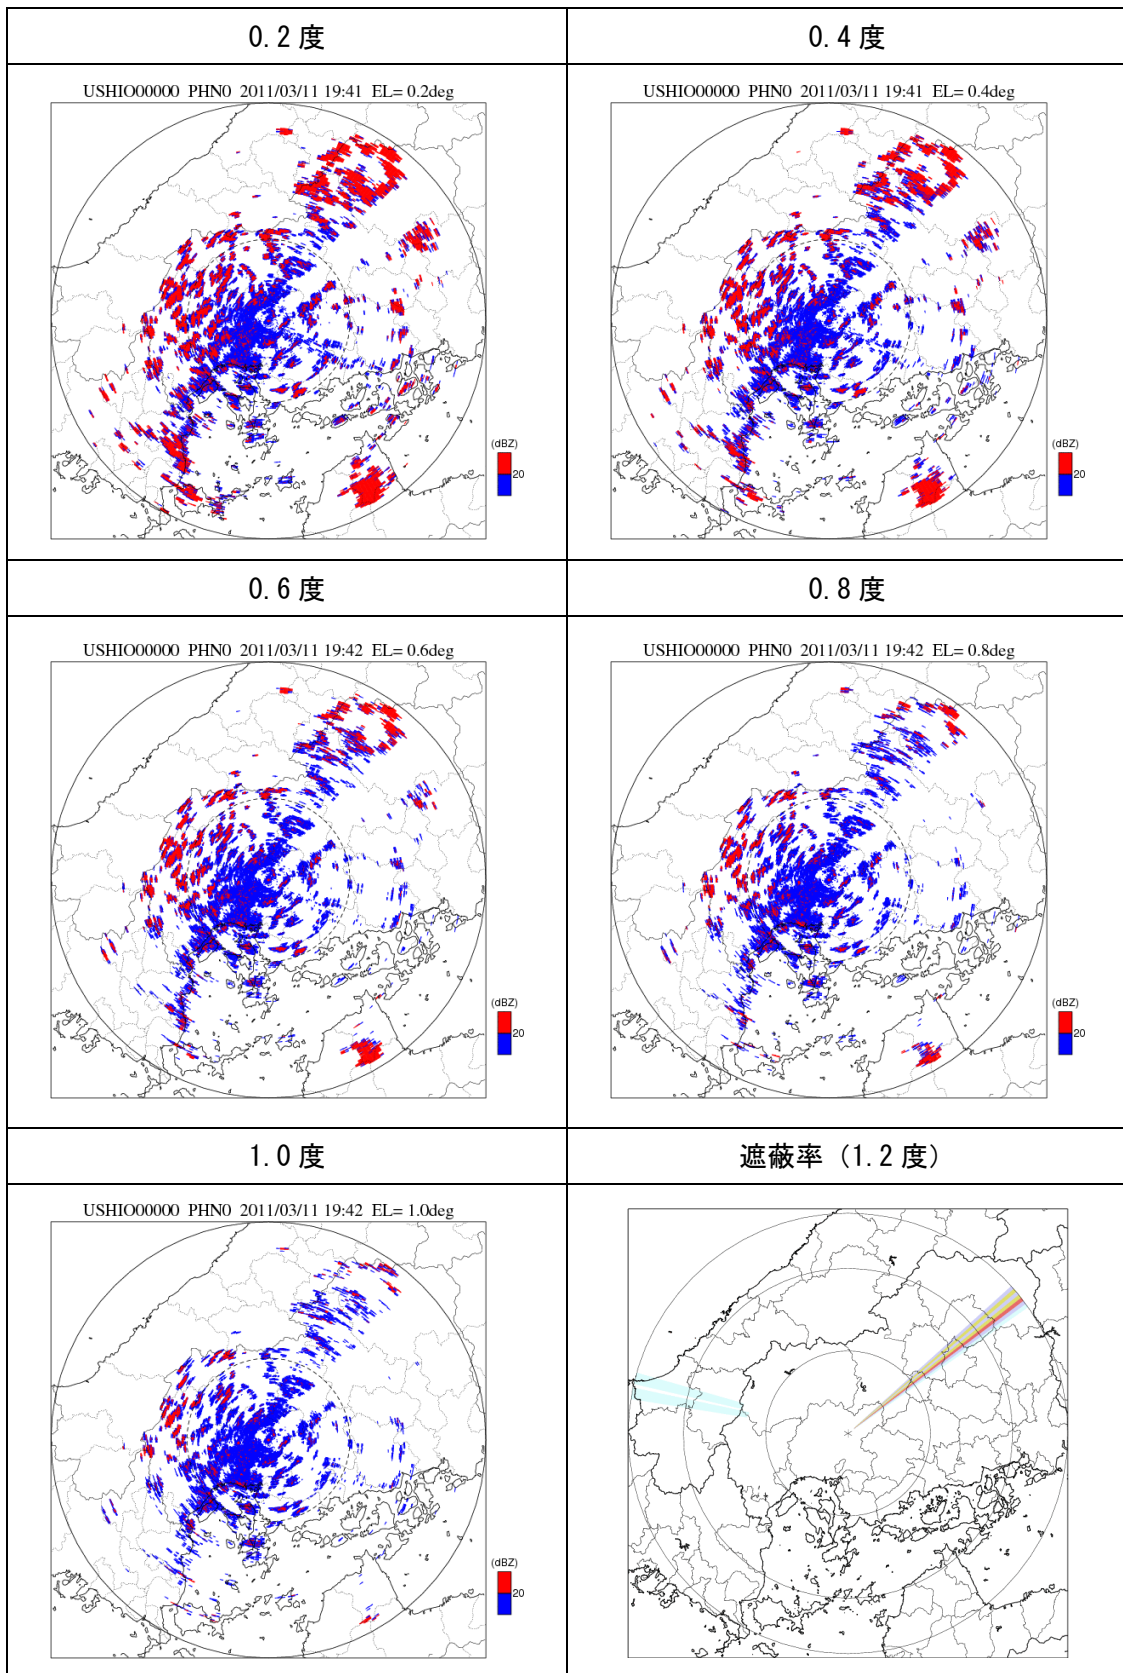 0.2度
0.4度
USHIO00000 PHN0 2011/03/11 19:41 EL= 0.2deg
(dBZ)
20
USHIO00000 PHN0 2011/03/11 19:41 EL= 0.4deg
(dBZ)
20
0.6度
0.8度
USHIO00000 PHN0 2011/03/11 19:42 EL= 0.6deg
(dBZ)
20
USHIO00000 PHN0 2011/03/11 19:42 EL= 0.8deg
(dBZ)
20
1.0度
遮蔽率（1.2度）
USHIO00000 PHN0 2011/03/11 19:42 EL= 1.0deg
(dBZ)
20